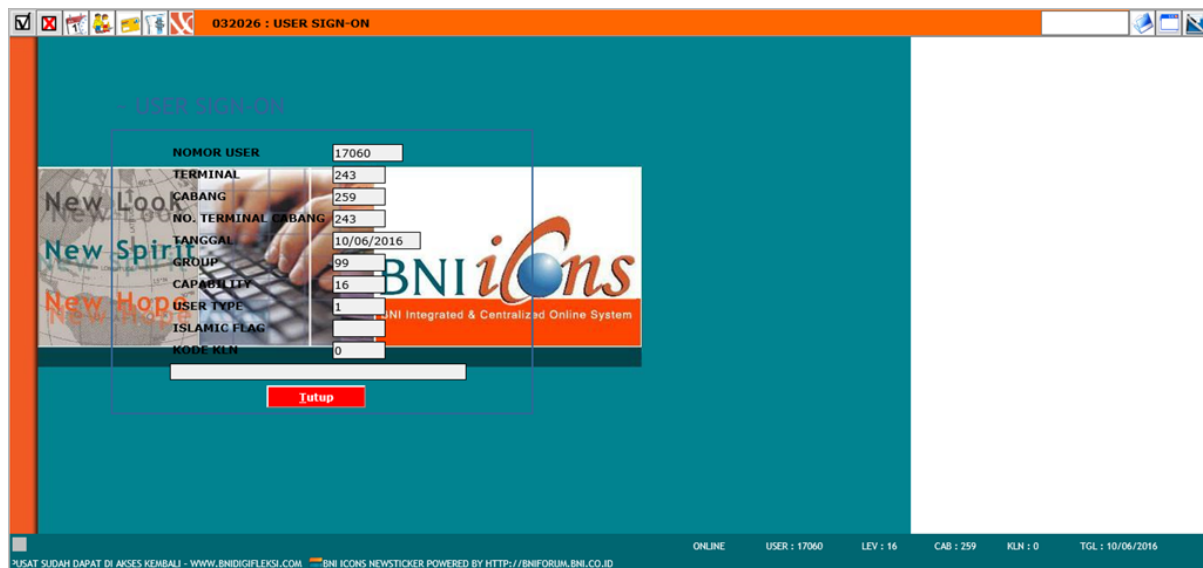 032026 : USER SIGN-ON
- USER SIGN-ON
NOMOR USER 17060
TERMINAL 243
CABANG 259
NO. TERMINAL CABANG 243
TANGGAL 10/06/2016
GROUP 99
CAPABILITY 16
USER TYPE 1
ISLAMIC FLAG
KODE KLN 0
Tutup
New Look
New Spirit
New Hope
BNI icons
BNI Integrated & Centralized Online System
ONLINE USER : 17060 LEV : 16 CAB : 259 KLN : 0 TGL : 10/06/2016
PUSAT SUDAH DAPAT DI AKSES KEMBALI - WWW.BNIDIGIFLEKSI.COM BNI ICONS NEWSTICKER POWERED BY HTTP://BNIFORUM.BNI.CO.ID